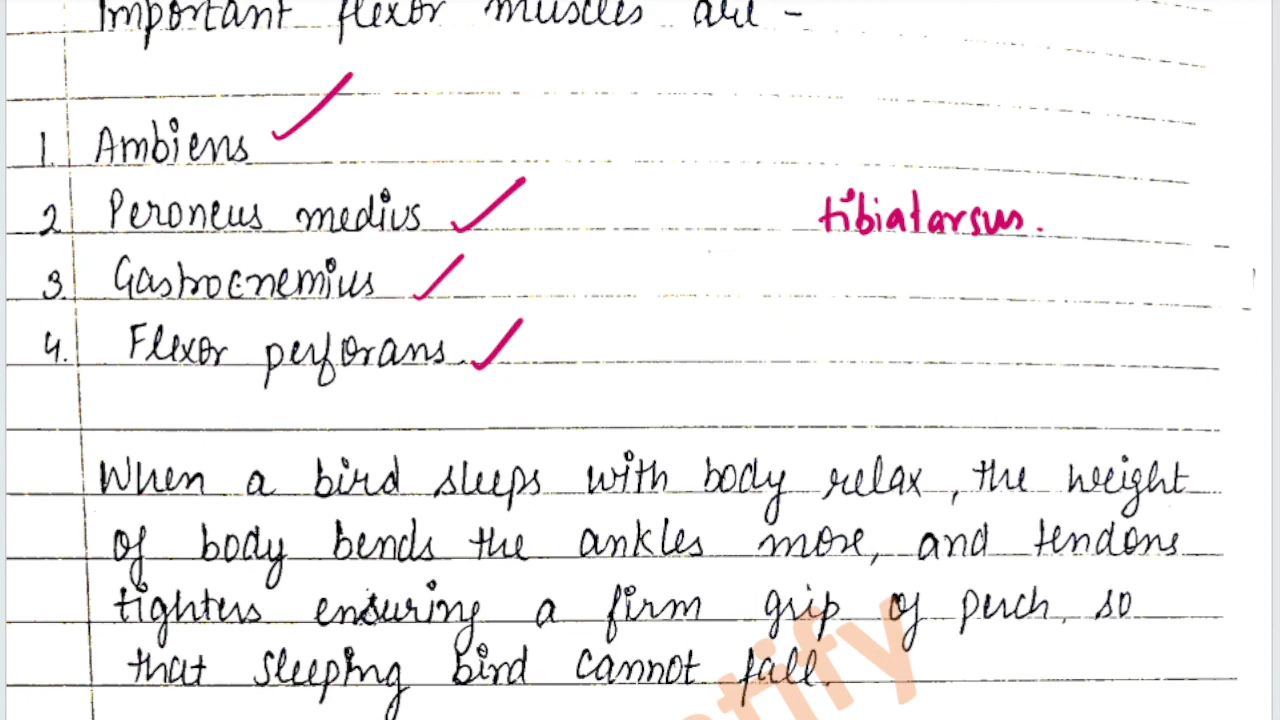 Important flexor muscles are -
1. Ambiens
2 Peroneus medius
tibiatarsus.
3. Gastrocnemius
4. Flexor perforans
When a bird sleeps with body relax, the weight
of body bends the ankles more, and tendons
tighters ensuring a firm grip of perch, so
that sleeping bird cannot fall.